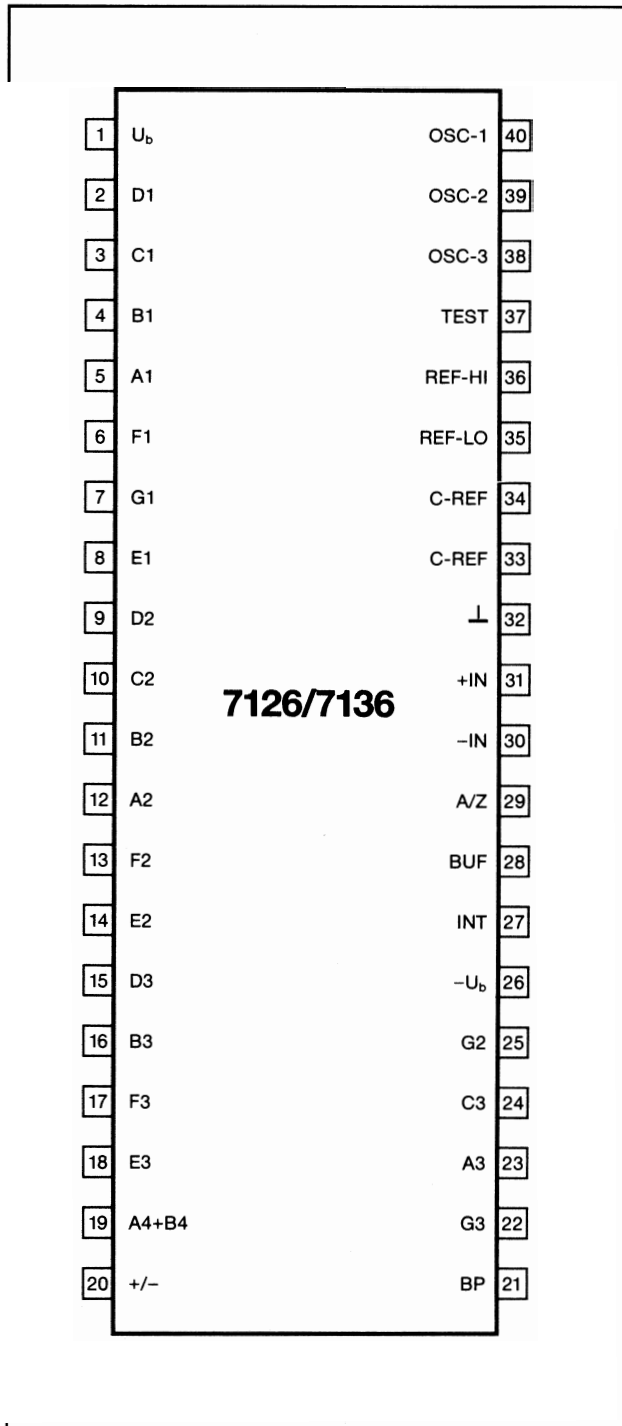 1 Ub OSC-1 40
2 D1 OSC-2 39
3 C1 OSC-3 38
4 B1 TEST 37
5 A1 REF-HI 36
6 F1 REF-LO 35
7 G1 C-REF 34
8 E1 C-REF 33
9 D2 ⊥ 32
10 C2 +IN 31
7126/7136
11 B2 –IN 30
12 A2 A/Z 29
13 F2 BUF 28
14 E2 INT 27
15 D3 –Ub 26
16 B3 G2 25
17 F3 C3 24
18 E3 A3 23
19 A4+B4 G3 22
20 +/– BP 21